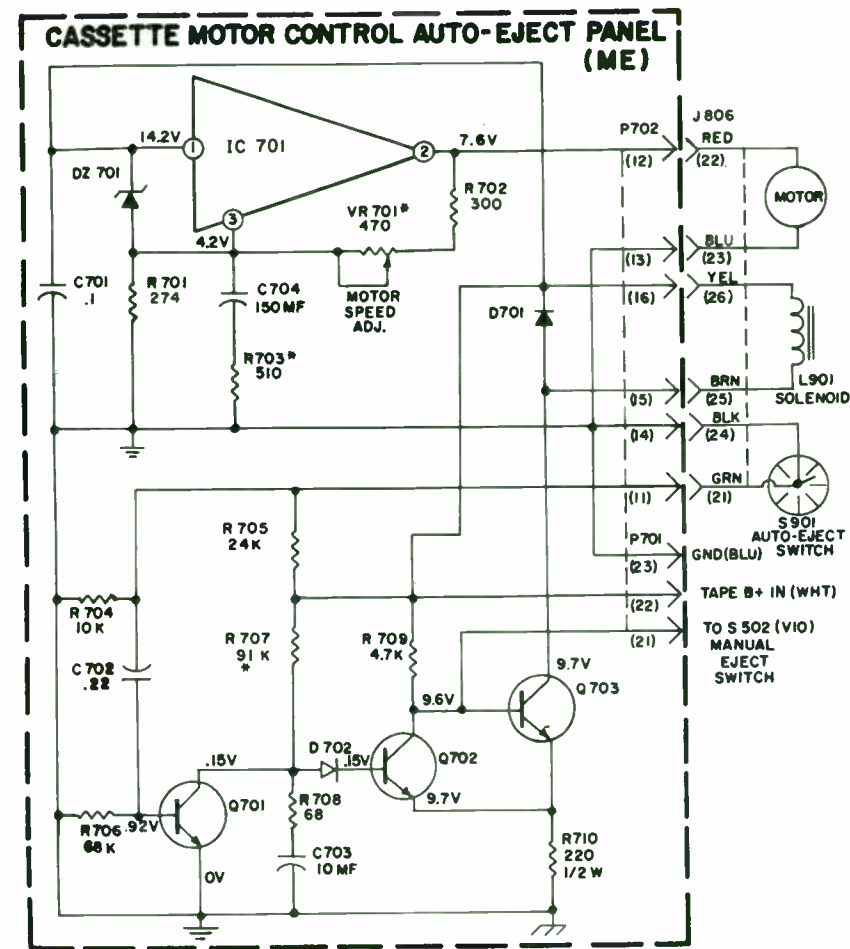 CASSETTE MOTOR CONTROL AUTO-EJECT PANEL
(ME)
14.2V
1
IC 701
2
7.6V
P702
J806
RED
(12)
(22)
DZ 701
R702
300
MOTOR
VR 701*
470
3
4.2V
BLU
(13)
(23)
C701
.1
R701
274
C704
150MF
MOTOR
SPEED
ADJ.
YEL
(16)
(26)
D701
R703*
510
L901
SOLENOID
BRN
(15)
(25)
BLK
(14)
(24)
GRN
(11)
(21)
S901
AUTO-EJECT
SWITCH
R705
24K
P701
(23)
GND(BLU)
(22)
TAPE B+ IN (WHT)
R704
10K
R707
91K
*
R709
4.7K
(21)
TO S 502 (VIO)
MANUAL
EJECT
SWITCH
C702
.22
9.7V
Q703
9.6V
.15V
D702
.15V
Q702
Q701
9.7V
R706
68K
.92V
R708
68
C703
10MF
0V
R710
220
1/2 W